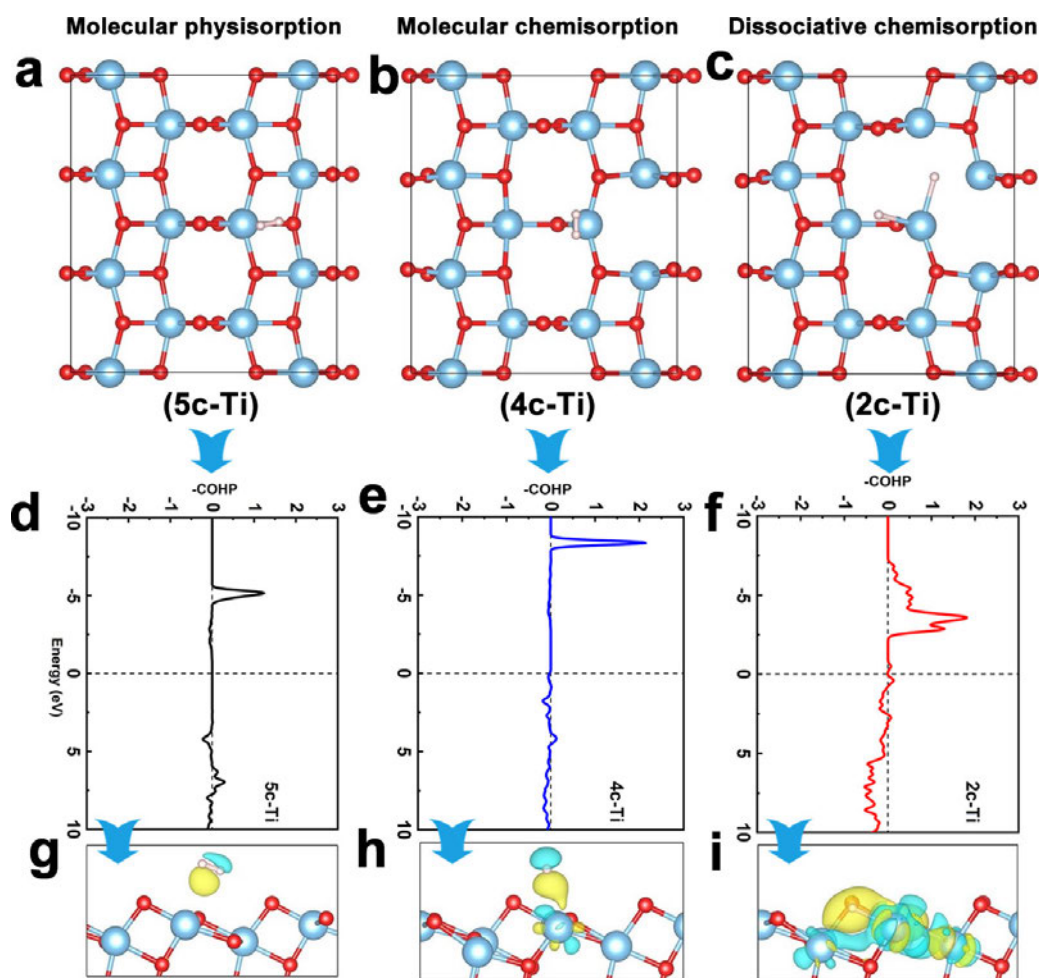 Molecular physisorption
Molecular chemisorption
Dissociative chemisorption
a
b
c
(5c-Ti)
(4c-Ti)
(2c-Ti)
d
-COHP
-3 -2 -1 0 1 2 3
-10
-5
0
5
10
Energy (eV)
5c-Ti
e
-COHP
-3 -2 -1 0 1 2 3
-10
-5
0
5
10
4c-Ti
f
-COHP
-3 -2 -1 0 1 2 3
-10
-5
0
5
10
2c-Ti
g
h
i